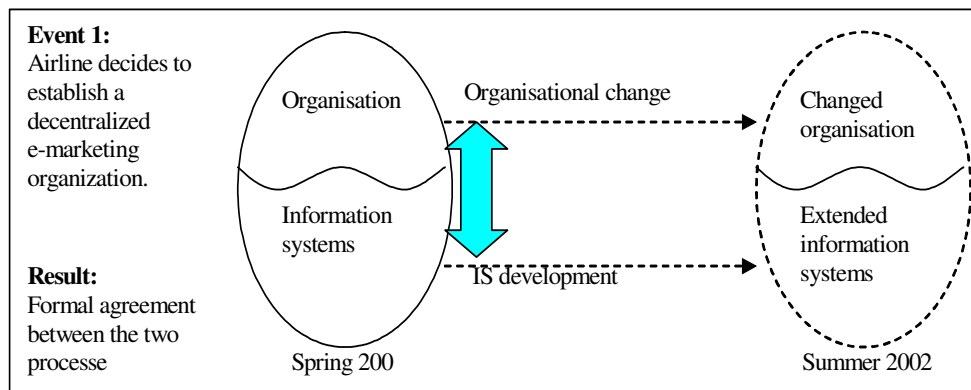 Event 1:
Airline decides to
establish a
decentralized
e-marketing
organization.
Result:
Formal agreement
between the two
processe
Organisation
Information
systems
Spring 200
Organisational change
IS development
Changed
organisation
Extended
information
systems
Summer 2002